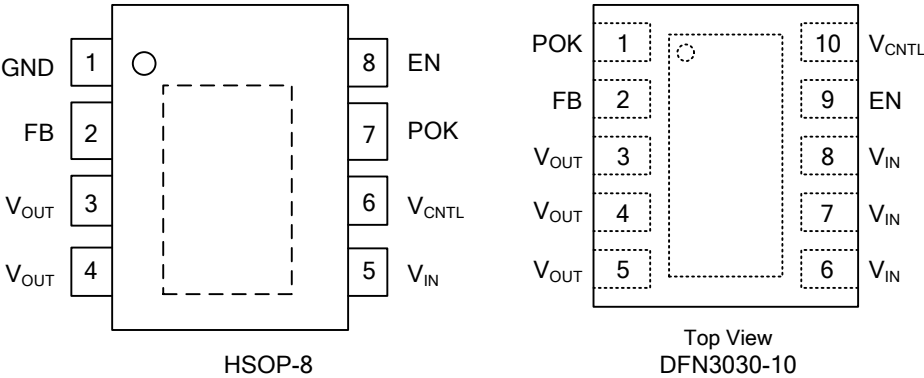 GND 1 8 EN
FB 2 7 POK
VOUT 3 6 VCNTL
VOUT 4 5 VIN
HSOP-8
POK 1 10 VCNTL
FB 2 9 EN
VOUT 3 8 VIN
VOUT 4 7 VIN
VOUT 5 6 VIN
Top View
DFN3030-10